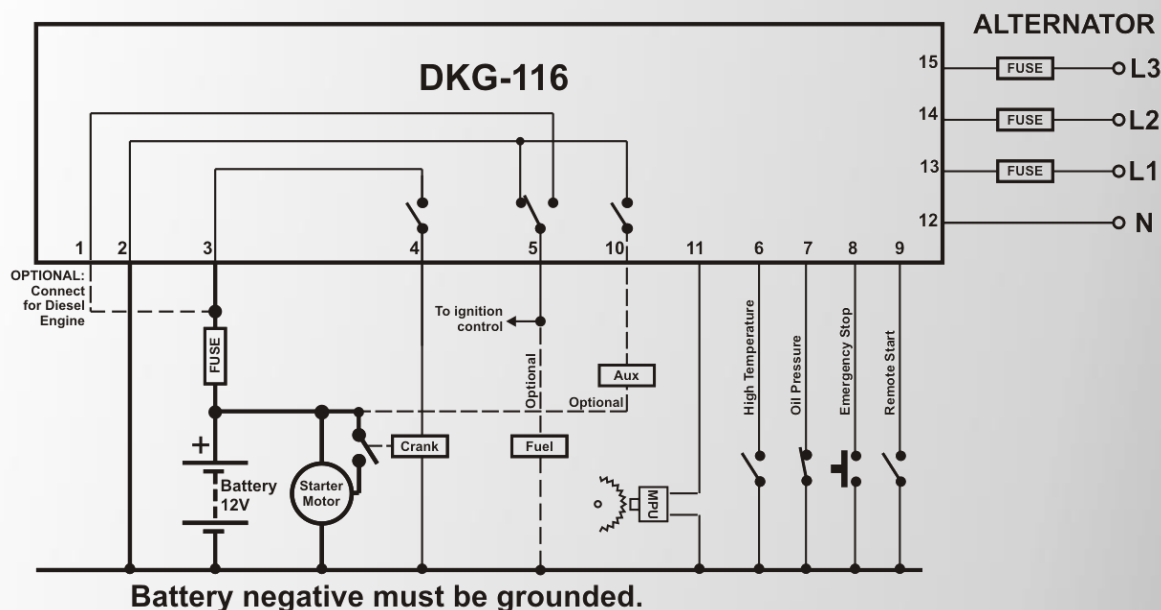 ALTERNATOR
DKG-116
15
FUSE
L3
14
FUSE
L2
13
FUSE
L1
12
N
1
2
3
4
5
10
11
6
7
8
9
OPTIONAL:
Connect
for Diesel
Engine
FUSE
To ignition
control
Optional
Aux
Optional
High Temperature
Oil Pressure
Emergency Stop
Remote Start
+
Crank
Fuel
Battery
12V
Starter
Motor
MPU
Battery negative must be grounded.